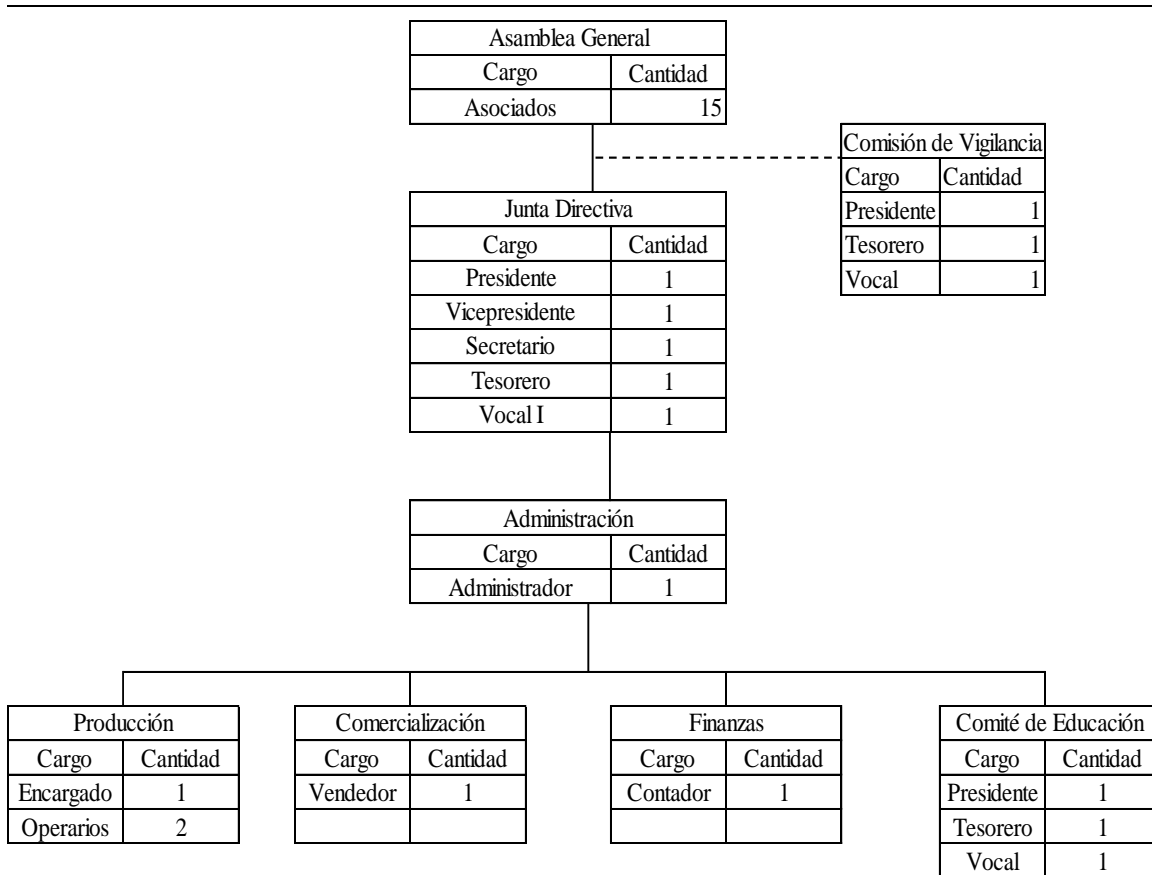 Asamblea General
Cargo Cantidad
Asociados 15
Comisión de Vigilancia
Cargo Cantidad
Presidente 1
Tesorero 1
Vocal 1
Junta Directiva
Cargo Cantidad
Presidente 1
Vicepresidente 1
Secretario 1
Tesorero 1
Vocal I 1
Administración
Cargo Cantidad
Administrador 1
Producción
Cargo Cantidad
Encargado 1
Operarios 2
Comercialización
Cargo Cantidad
Vendedor 1
Finanzas
Cargo Cantidad
Contador 1
Comité de Educación
Cargo Cantidad
Presidente 1
Tesorero 1
Vocal 1